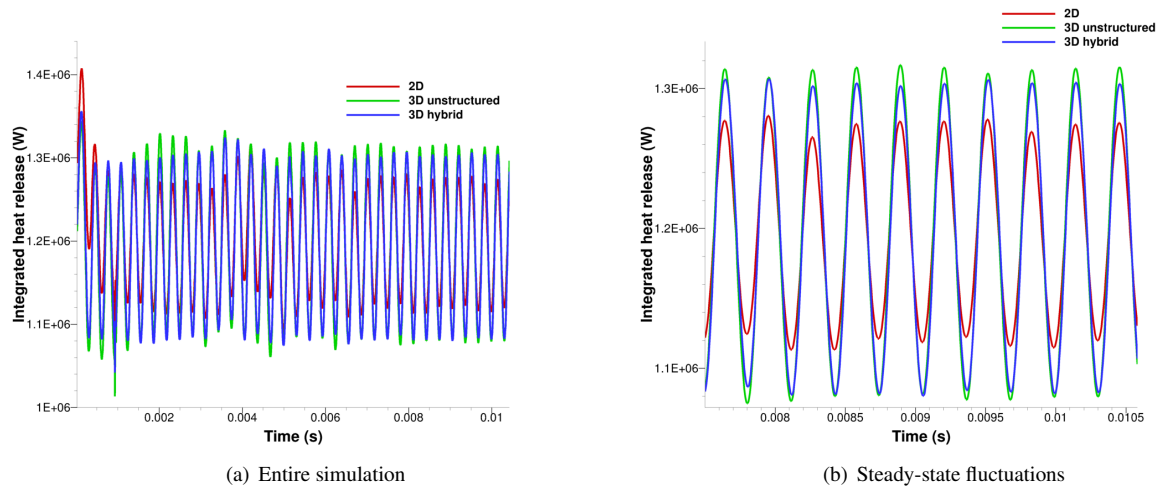 2D
3D unstructured
3D hybrid
1.4E+06
1.3E+06
1.2E+06
1.1E+06
1E+06
Integrated heat release (W)
0.002
0.004
0.006
0.008
0.01
Time (s)
(a) Entire simulation
2D
3D unstructured
3D hybrid
1.3E+06
1.2E+06
1.1E+06
Integrated heat release (W)
0.008
0.0085
0.009
0.0095
0.01
0.0105
Time (s)
(b) Steady-state fluctuations